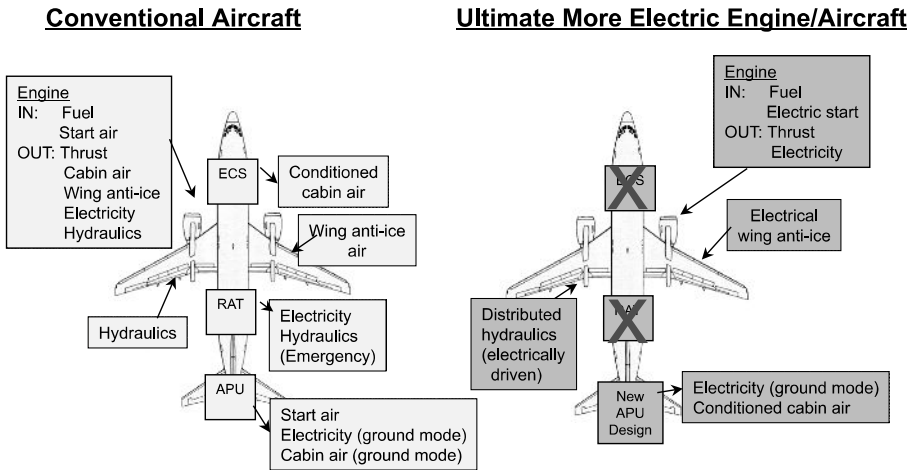 Conventional Aircraft
Engine
IN: Fuel
Start air
OUT: Thrust
Cabin air
Wing anti-ice
Electricity
Hydraulics
ECS
Conditioned
cabin air
Wing anti-ice
air
Hydraulics
RAT
Electricity
Hydraulics
(Emergency)
APU
Start air
Electricity (ground mode)
Cabin air (ground mode)
Ultimate More Electric Engine/Aircraft
Engine
IN: Fuel
Electric start
OUT: Thrust
Electricity
ECS
Electrical
wing anti-ice
Distributed
hydraulics
(electrically
driven)
RAT
New
APU
Design
Electricity (ground mode)
Conditioned cabin air